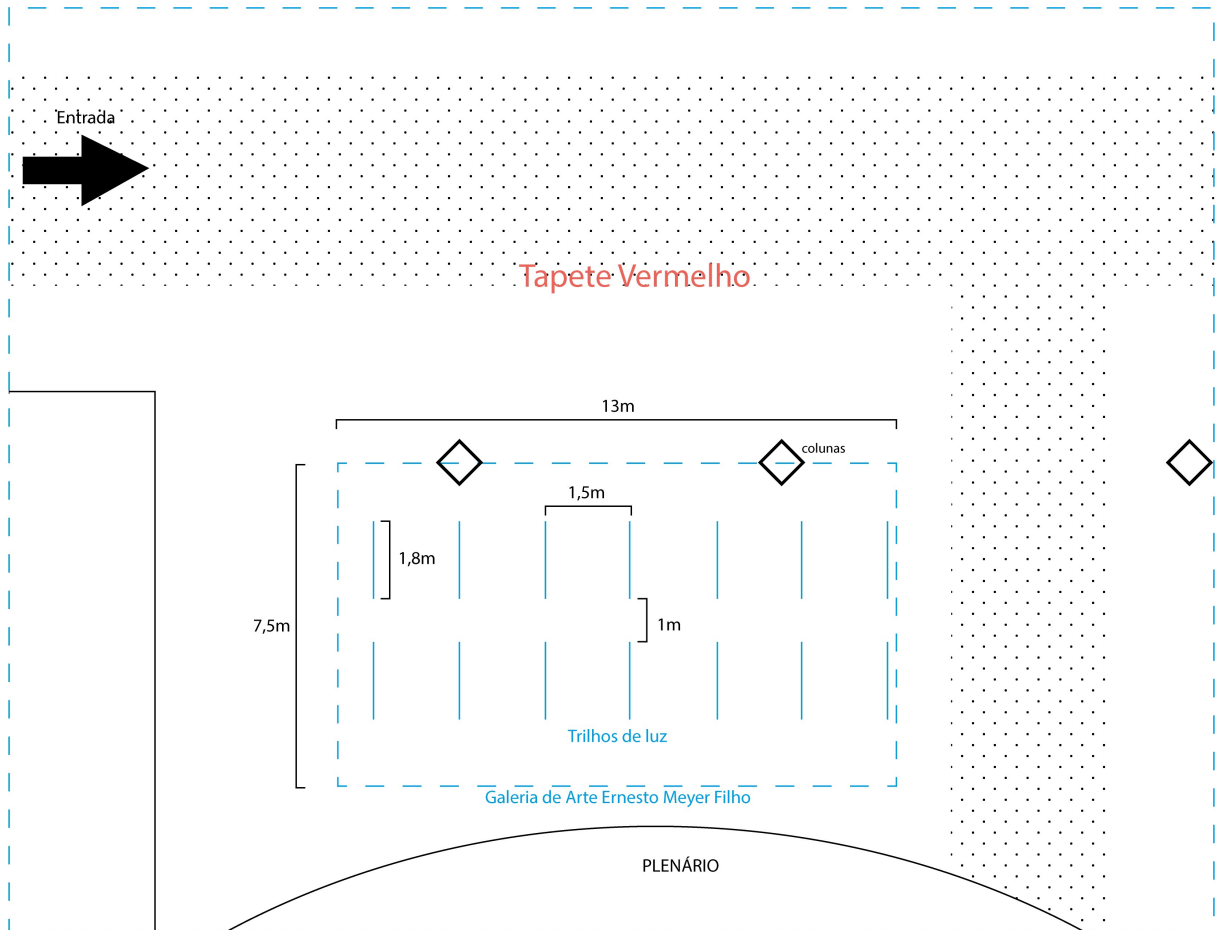 Entrada
Tapete Vermelho
13m
colunas
1,5m
1,8m
7,5m
1m
Trilhos de luz
Galeria de Arte Ernesto Meyer Filho
PLENÁRIO